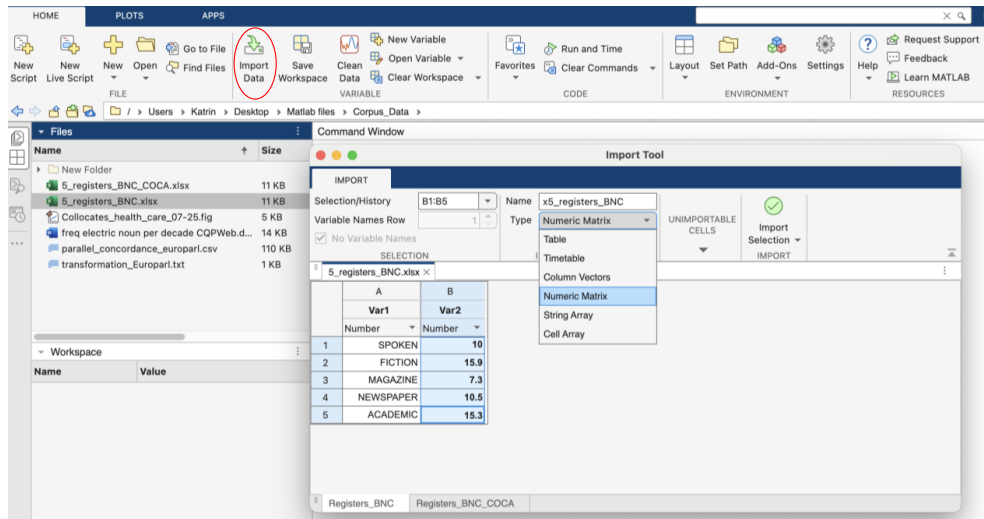 HOME PLOTS APPS
New Script
New Live Script
New
Open
Go to File
Find Files
Import Data
Save Workspace
Clean Data
New Variable
Open Variable
Clear Workspace
Favorites
Run and Time
Clear Commands
Layout
Set Path
Add-Ons
Settings
Help
Request Support
Feedback
Learn MATLAB
FILE VARIABLE CODE ENVIRONMENT RESOURCES
/ › Users › Katrin › Desktop › Matlab files › Corpus_Data ›
Files
Name Size
New Folder
5_registers_BNC_COCA.xlsx 11 KB
5_registers_BNC.xlsx 11 KB
Collocates_health_care_07-25.fig 5 KB
freq electric noun per decade CQPWeb.d... 14 KB
parallel_concordance_europarl.csv 110 KB
transformation_Europarl.txt 1 KB
Workspace
Name Value
Command Window
Import Tool
IMPORT
Selection/History B1:B5
Variable Names Row 1
No Variable Names
SELECTION
Name x5_registers_BNC
Type Numeric Matrix
Table
Timetable
Column Vectors
Numeric Matrix
String Array
Cell Array
UNIMPORTABLE CELLS
Import Selection
IMPORT
5_registers_BNC.xlsx
A B
Var1 Var2
Number Number
1 SPOKEN 10
2 FICTION 15.9
3 MAGAZINE 7.3
4 NEWSPAPER 10.5
5 ACADEMIC 15.3
Registers_BNC Registers_BNC_COCA